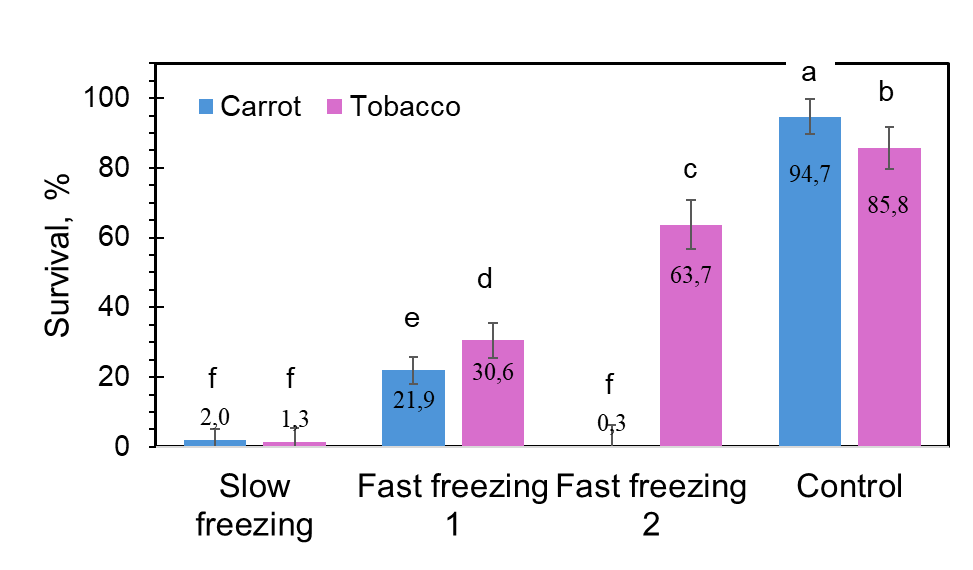 Survival, %
100
80
60
40
20
0
Carrot Tobacco
f f e d f c a b
2,0 1,3 21,9 30,6 0,3 63,7 94,7 85,8
Slow freezing
Fast freezing 1
Fast freezing 2
Control